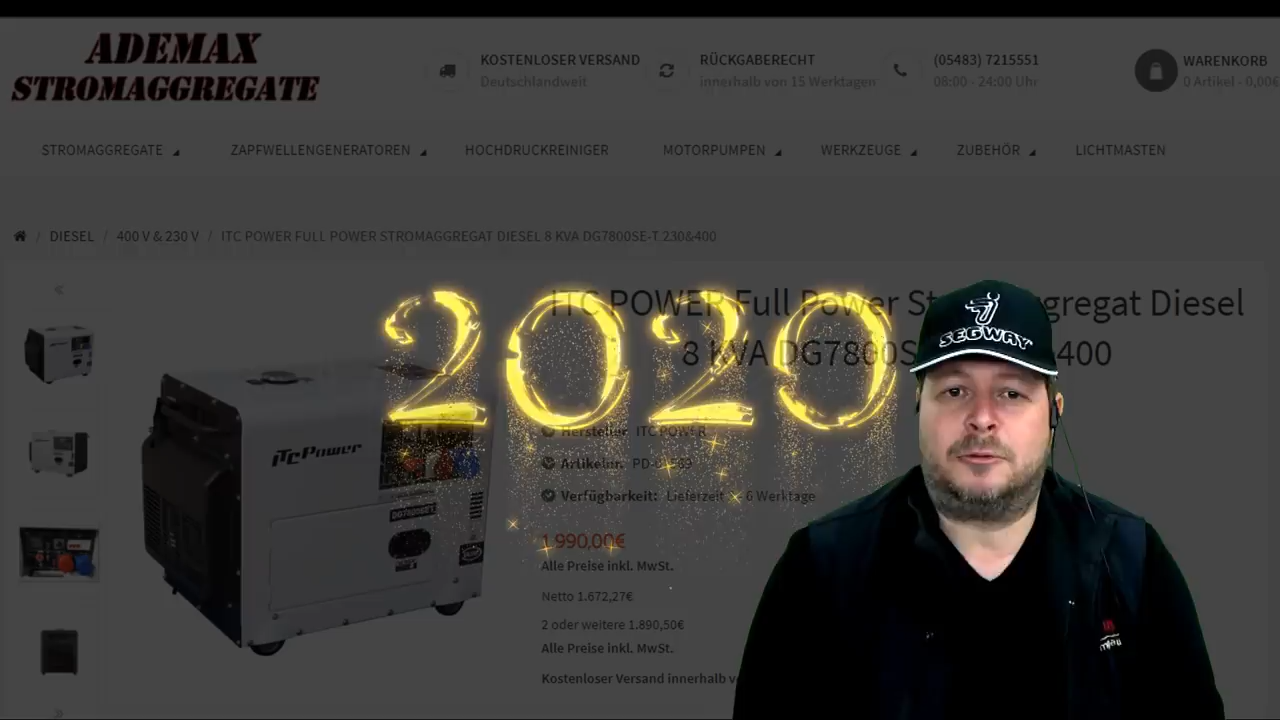 ADEMAX
STROMAGGREGATE
KOSTENLOSER VERSAND
Deutschlandweit
RÜCKGABERECHT
innerhalb von 15 Werktagen
(05483) 7215551
08:00 - 24:00 Uhr
WARENKORB
0 Artikel - 0,00€
STROMAGGREGATE
ZAPFWELLENGENERATOREN
HOCHDRUCKREINIGER
MOTORPUMPEN
WERKZEUGE
ZUBEHÖR
LICHTMASTEN
/ DIESEL / 400 V & 230 V / ITC POWER FULL POWER STROMAGGREGAT DIESEL 8 KVA DG7800SE-T 230&400
2020
ITC POWER Full Power Diesel
8 KVA 400
SEGWAY
Hersteller: ITC POWER
itcPower
Artikelnr.
Verfügbarkeit: Lieferzeit 6 Werktage
DG7800SE-T
1.990,00€
Alle Preise inkl. MwSt.
Netto 1.672,27€
2 oder weitere 1.890,50€
Alle Preise inkl. MwSt.
Kostenloser Versand innerhalb